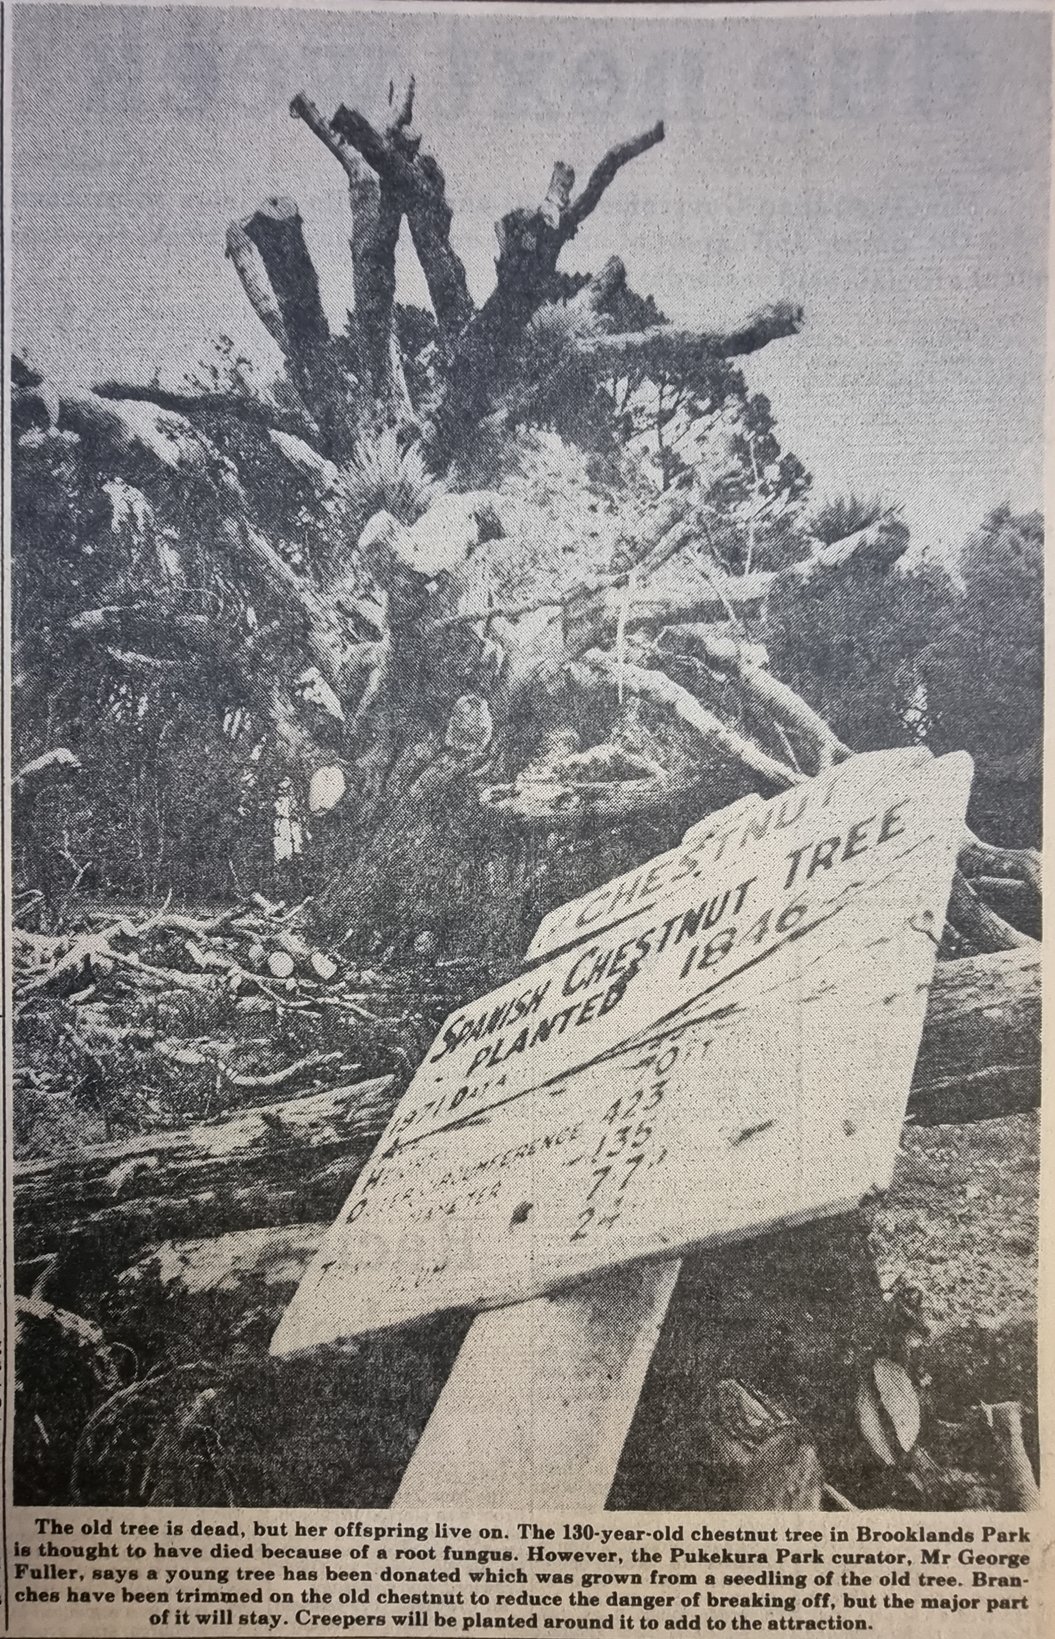 CHESTNUT
SPANISH CHESTNUT TREE
PLANTED 1846
1971 DATA
HEIGHT 70FT
CIRCUMFERENCE 423
DIAMETER 135
77
24
The old tree is dead, but her offspring live on. The 130-year-old chestnut tree in Brooklands Park
is thought to have died because of a root fungus. However, the Pukekura Park curator, Mr George
Fuller, says a young tree has been donated which was grown from a seedling of the old tree. Bran-
ches have been trimmed on the old chestnut to reduce the danger of breaking off, but the major part
of it will stay. Creepers will be planted around it to add to the attraction.